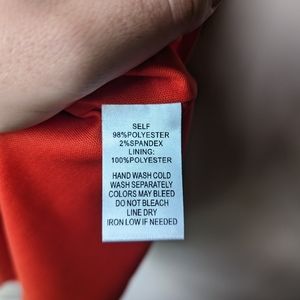 SELF
98%POLYESTER
2%SPANDEX
LINING:
100%POLYESTER
HAND WASH COLD
WASH SEPARATELY
COLORS MAY BLEED
DO NOT BLEACH
LINE DRY
IRON LOW IF NEEDED